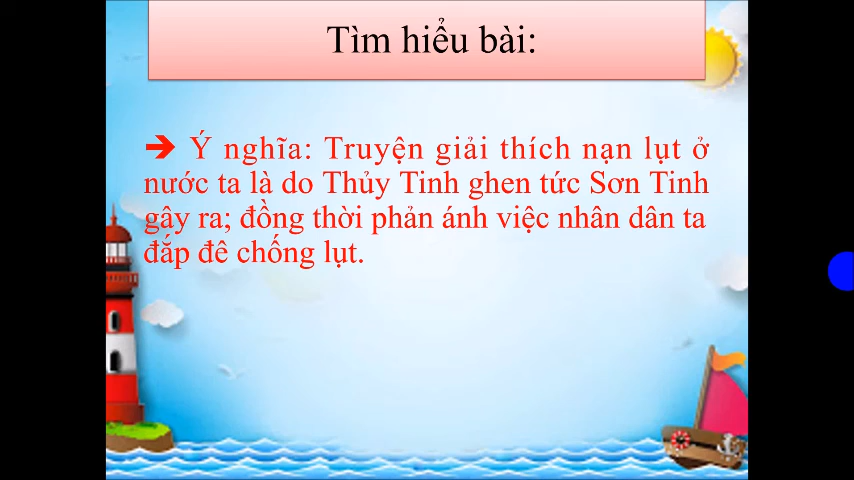 Tìm hiểu bài:
➔ Ý nghĩa: Truyện giải thích nạn lụt ở
nước ta là do Thủy Tinh ghen tức Sơn Tinh
gây ra; đồng thời phản ánh việc nhân dân ta
đắp đê chống lụt.